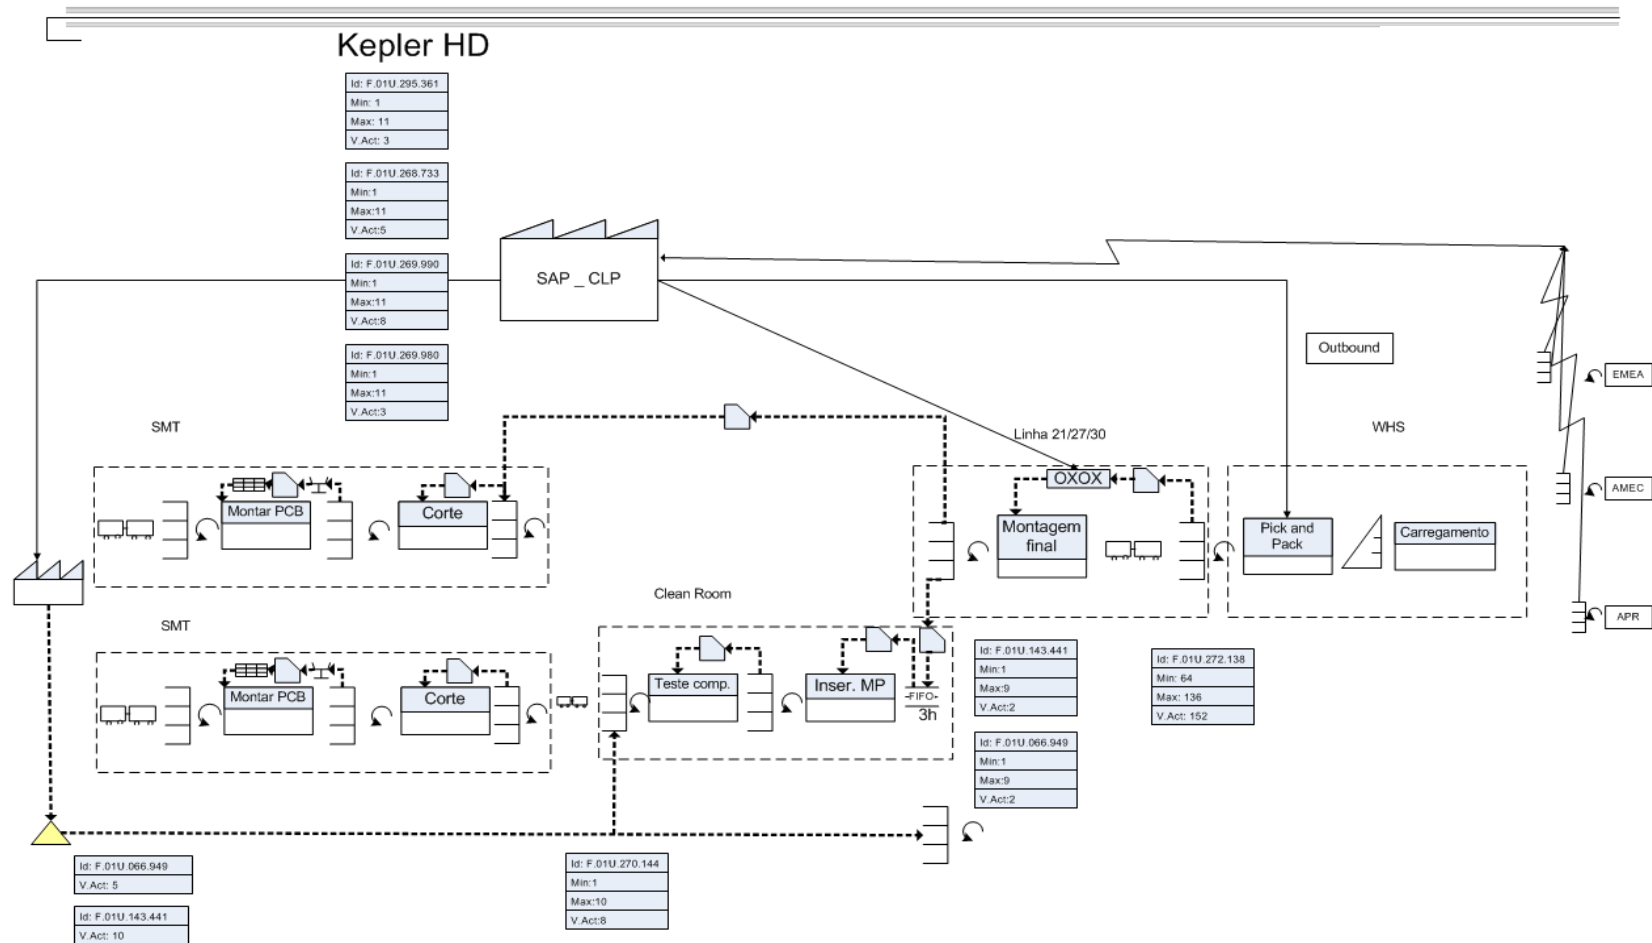 Kepler HD
Id: F.01U.295.361
Min: 1
Max: 11
V.Act: 3
Id: F.01U.268.733
Min:1
Max:11
V.Act:5
Id: F.01U.269.990
Min:1
Max:11
V.Act:8
Id: F.01U.269.980
Min:1
Max:11
V.Act:3
SAP _ CLP
Outbound
EMEA
AMEC
APR
SMT
Montar PCB
Corte
Linha 21/27/30
OXOX
Montagem
final
WHS
Pick and
Pack
Carregamento
SMT
Montar PCB
Corte
Clean Room
Teste comp.
Inser. MP
FIFO
3h
Id: F.01U.143.441
Min:1
Max:9
V.Act:2
Id: F.01U.066.949
Min:1
Max:9
V.Act:2
Id: F.01U.272.138
Min: 64
Max: 136
V.Act: 152
Id: F.01U.066.949
V.Act: 5
Id: F.01U.143.441
V.Act: 10
Id: F.01U.270.144
Min:1
Max:10
V.Act:8